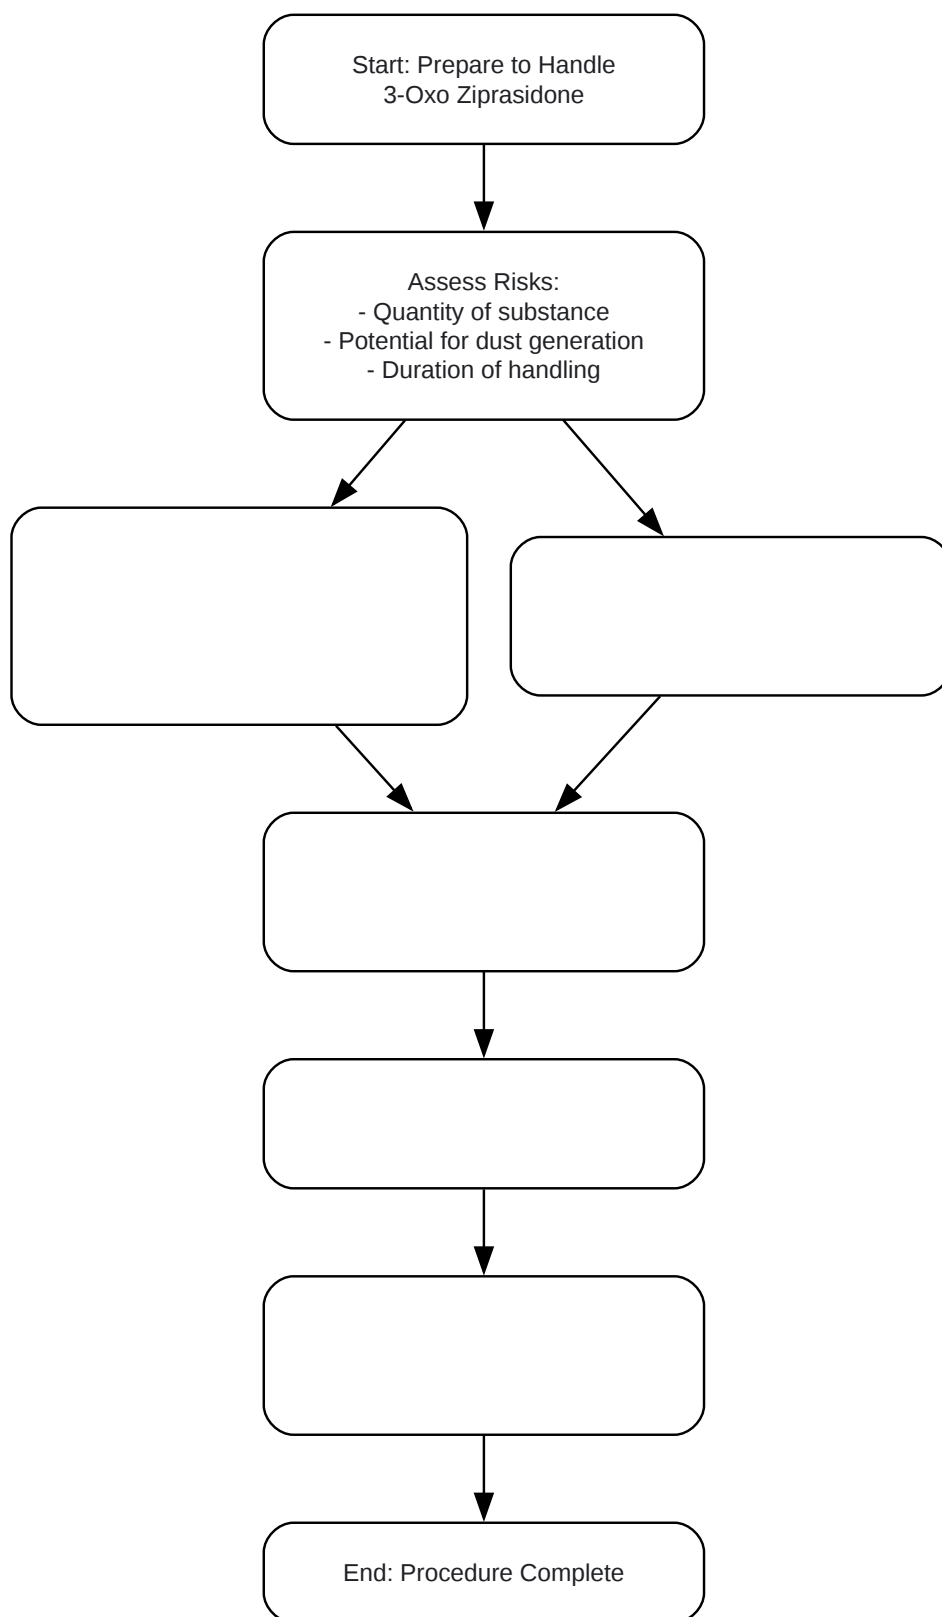 Start: Prepare to Handle
3-Oxo Ziprasidone
Assess Risks:
- Quantity of substance
- Potential for dust generation
- Duration of handling
End: Procedure Complete